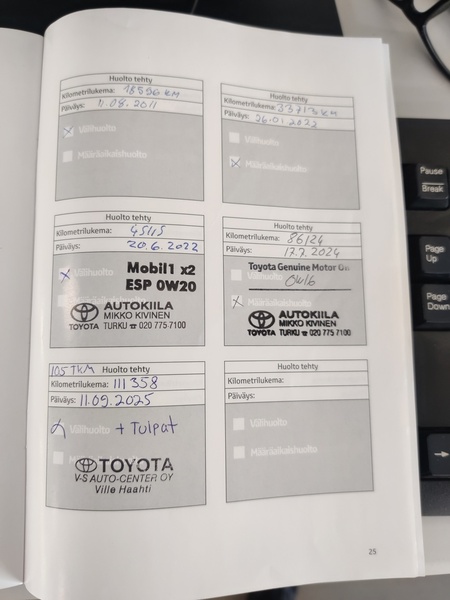 Huolto tehty
Kilometrilukema: 18896 KM
Päiväys: 11.08.2011
Välihuolto
Määräaikaishuolto
Huolto tehty
Kilometrilukema: 33713 KM
Päiväys: 26.01.2022
Välihuolto
Määräaikaishuolto
Huolto tehty
Kilometrilukema: 45115
Päiväys: 20.6.2022
Välihuolto
Mobil1 x2
ESP 0W20
AUTOKIILA
MIKKO KIVINEN
TOYOTA TURKU ☎ 020 775 7100
Huolto tehty
Kilometrilukema: 86124
Päiväys: 17.7.2024
Toyota Genuine Motor
0W16
Määräaikaishuolto
AUTOKIILA
MIKKO KIVINEN
TOYOTA TURKU ☎ 020 775 7100
105 TKM Huolto tehty
Kilometrilukema: 111 358
Päiväys: 11.09.2025
Välihuolto + Tulpat
TOYOTA
V-S AUTO-CENTER OY
Ville Haahti
Huolto tehty
Kilometrilukema:
Päiväys:
Välihuolto
Määräaikaishuolto
25
Pause
Break
Page
Up
Page
Down